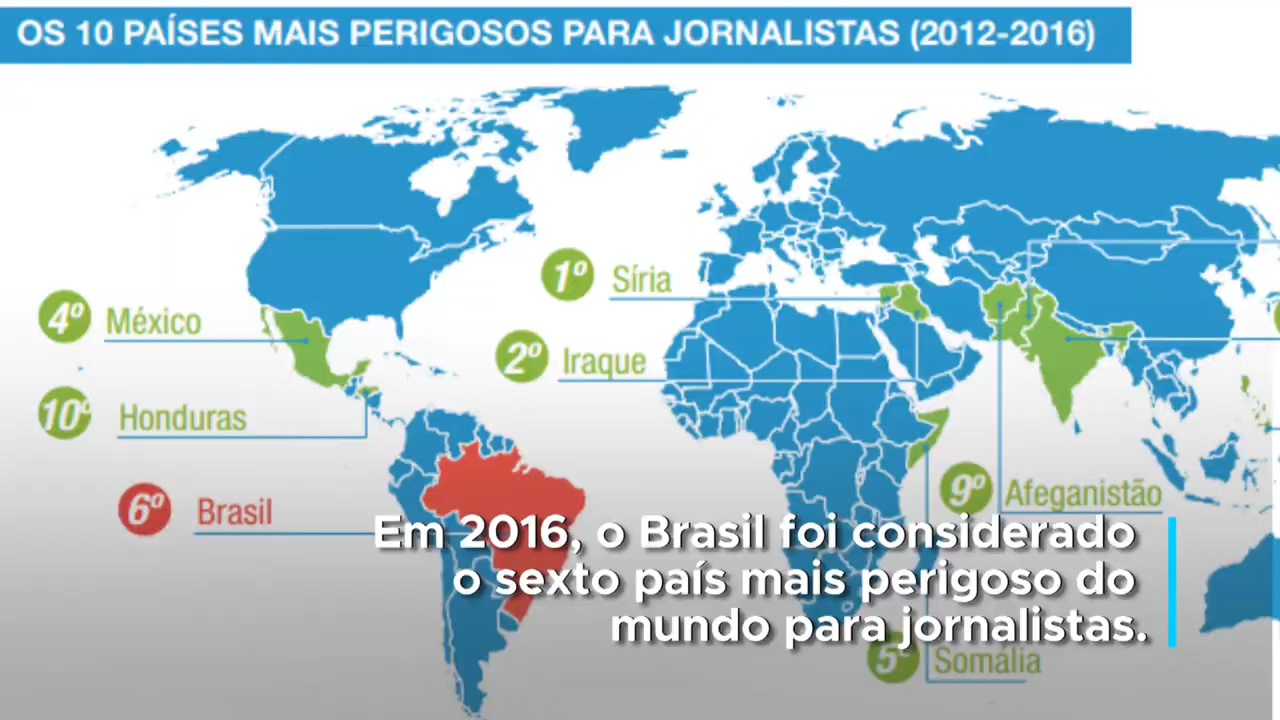 OS 10 PAÍSES MAIS PERIGOSOS PARA JORNALISTAS (2012-2016)
1º Síria
4º México
2º Iraque
10º Honduras
9º Afeganistão
6º Brasil
Em 2016, o Brasil foi considerado
o sexto país mais perigoso do
mundo para jornalistas.
5º Somália